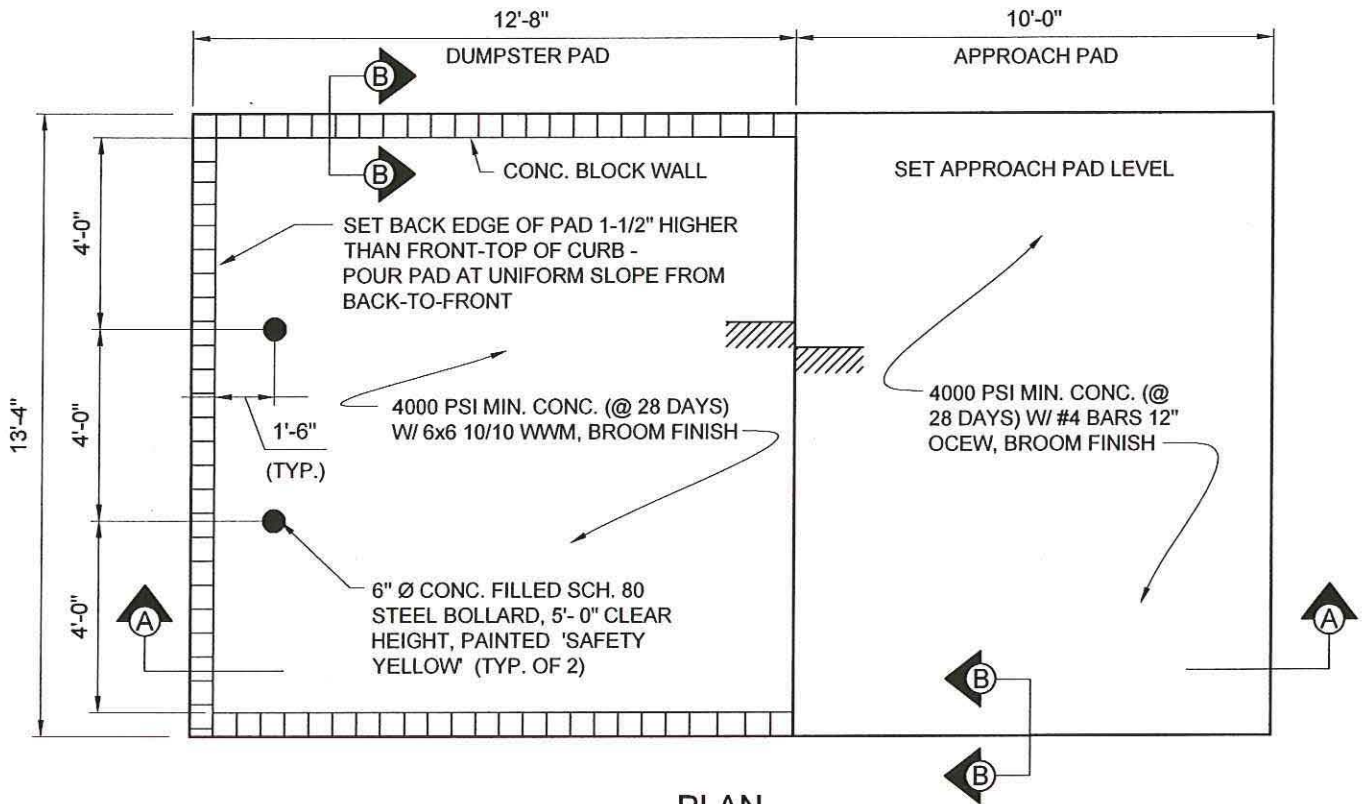 12'-8"
10'-0"
DUMPSTER PAD
APPROACH PAD
B
B
CONC. BLOCK WALL
SET APPROACH PAD LEVEL
4'-0"
SET BACK EDGE OF PAD 1-1/2" HIGHER
THAN FRONT-TOP OF CURB -
POUR PAD AT UNIFORM SLOPE FROM
BACK-TO-FRONT
13'-4"
4'-0"
1'-6"
(TYP.)
4000 PSI MIN. CONC. (@ 28 DAYS)
W/ 6x6 10/10 WWM, BROOM FINISH
4000 PSI MIN. CONC. (@
28 DAYS) W/ #4 BARS 12"
OCEW, BROOM FINISH
4'-0"
6" Ø CONC. FILLED SCH. 80
STEEL BOLLARD, 5'- 0" CLEAR
HEIGHT, PAINTED 'SAFETY
YELLOW' (TYP. OF 2)
A
A
B
B
PLAN